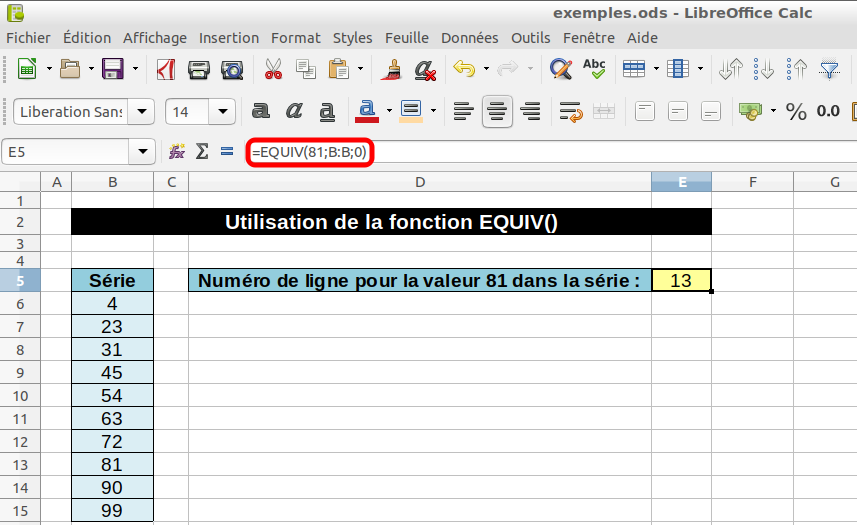 exemples.ods - LibreOffice Calc
Fichier Édition Affichage Insertion Format Styles Feuille Données Outils Fenêtre Aide
Abc
Liberation Sans 14 a a a a % 0.0
E5 fx Σ = =EQUIV(81;B:B;0)
A B C D E F G
1
2 Utilisation de la fonction EQUIV()
3
4
5 Série Numéro de ligne pour la valeur 81 dans la série : 13
6 4
7 23
8 31
9 45
10 54
11 63
12 72
13 81
14 90
15 99